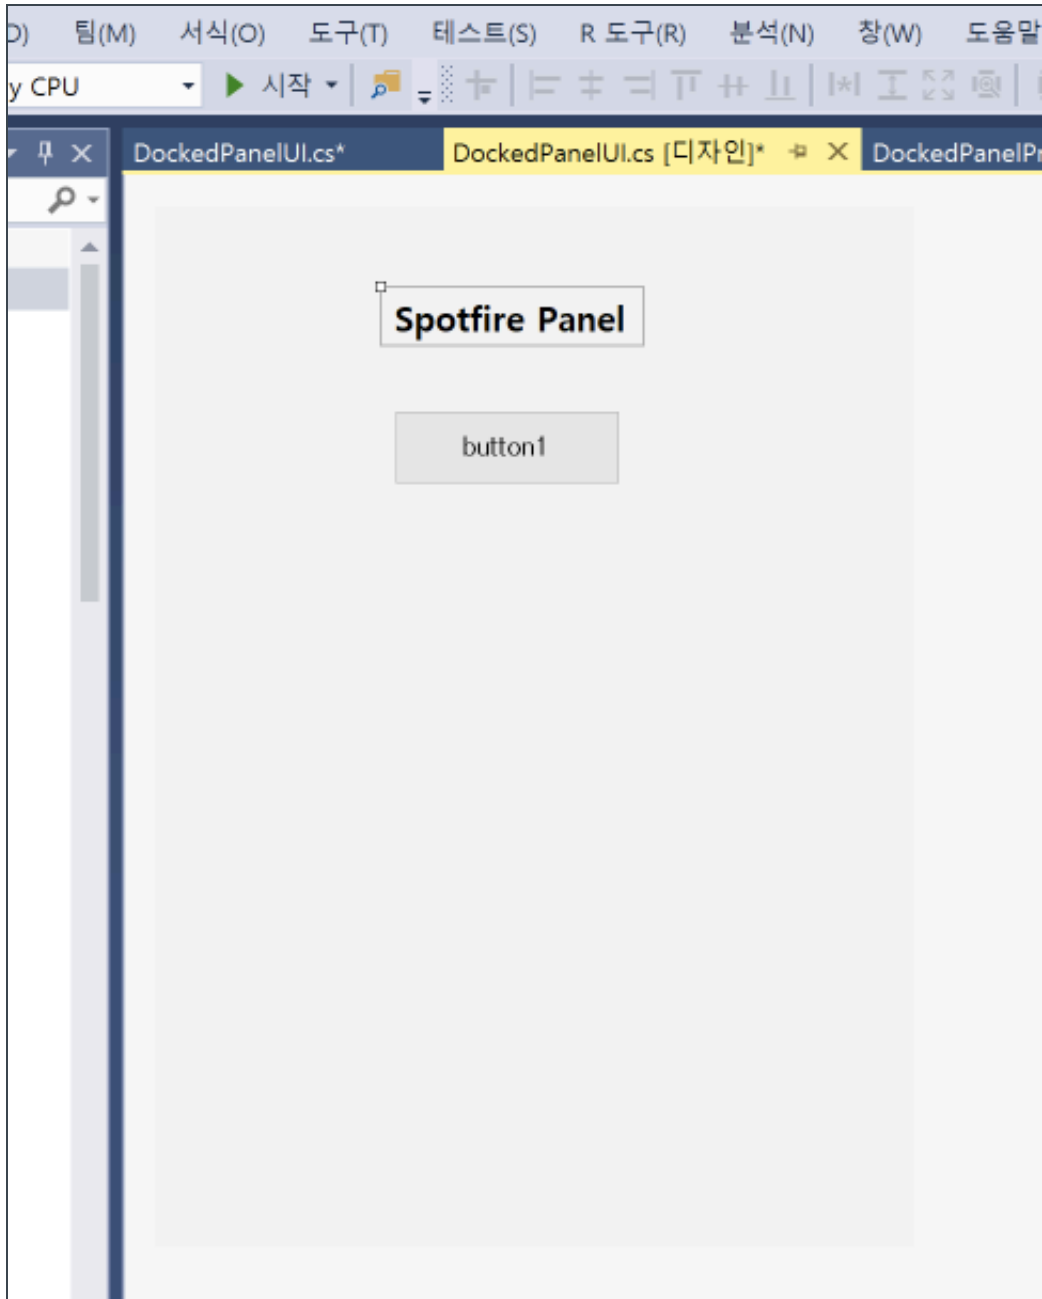 팀(M) 서식(O) 도구(T) 테스트(S) R 도구(R) 분석(N) 창(W) 도움말
y CPU 시작
DockedPanelUI.cs* DockedPanelUI.cs [디자인]* DockedPanelPr
Spotfire Panel
button1